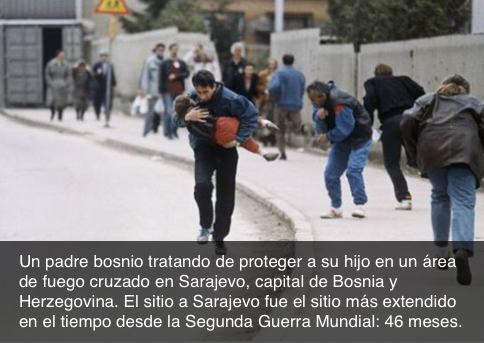 Un padre bosnio tratando de proteger a su hijo en un área
de fuego cruzado en Sarajevo, capital de Bosnia y
Herzegovina. El sitio a Sarajevo fue el sitio más extendido
en el tiempo desde la Segunda Guerra Mundial: 46 meses.